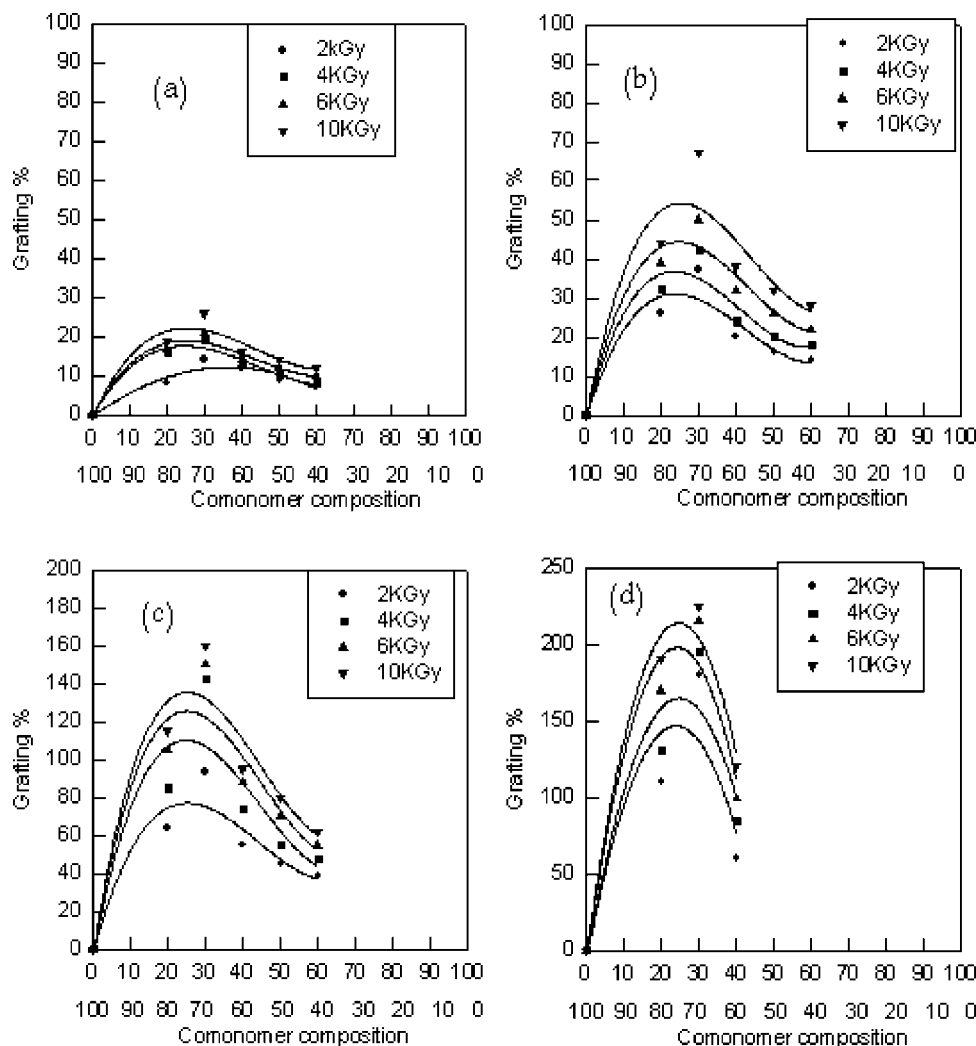 (a)
2kGy
4KGy
6KGy
10KGy
Grafting %
100
90
80
70
60
50
40
30
20
10
0
0 10 20 30 40 50 60 70 80 90 100
100 90 80 70 60 50 40 30 20 10 0
Comonomer composition
(b)
2KGy
4KGy
6KGy
10KGy
Grafting %
100
90
80
70
60
50
40
30
20
10
0
0 10 20 30 40 50 60 70 80 90 100
100 90 80 70 60 50 40 30 20 10 0
Comonomer composition
(c)
2KGy
4KGy
6KGy
10KGy
Grafting %
200
180
160
140
120
100
80
60
40
20
0
0 10 20 30 40 50 60 70 80 90 100
100 90 80 70 60 50 40 30 20 10 0
Comonomer composition
(d)
2KGy
4KGy
6KGy
10KGy
Grafting %
250
200
150
100
50
0
0 10 20 30 40 50 60 70 80 90 100
100 90 80 70 60 50 40 30 20 10 0
Comonomer composition